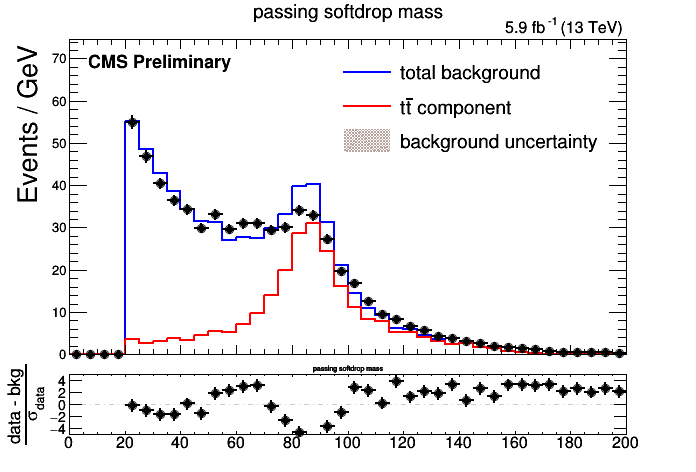 passing softdrop mass
5.9 fb⁻¹ (13 TeV)
CMS Preliminary
total background
tt̄ component
background uncertainty
Events / GeV
70
60
50
40
30
20
10
0
passing softdrop mass
data - bkg
σdata
4
2
0
−2
−4
0 20 40 60 80 100 120 140 160 180 200